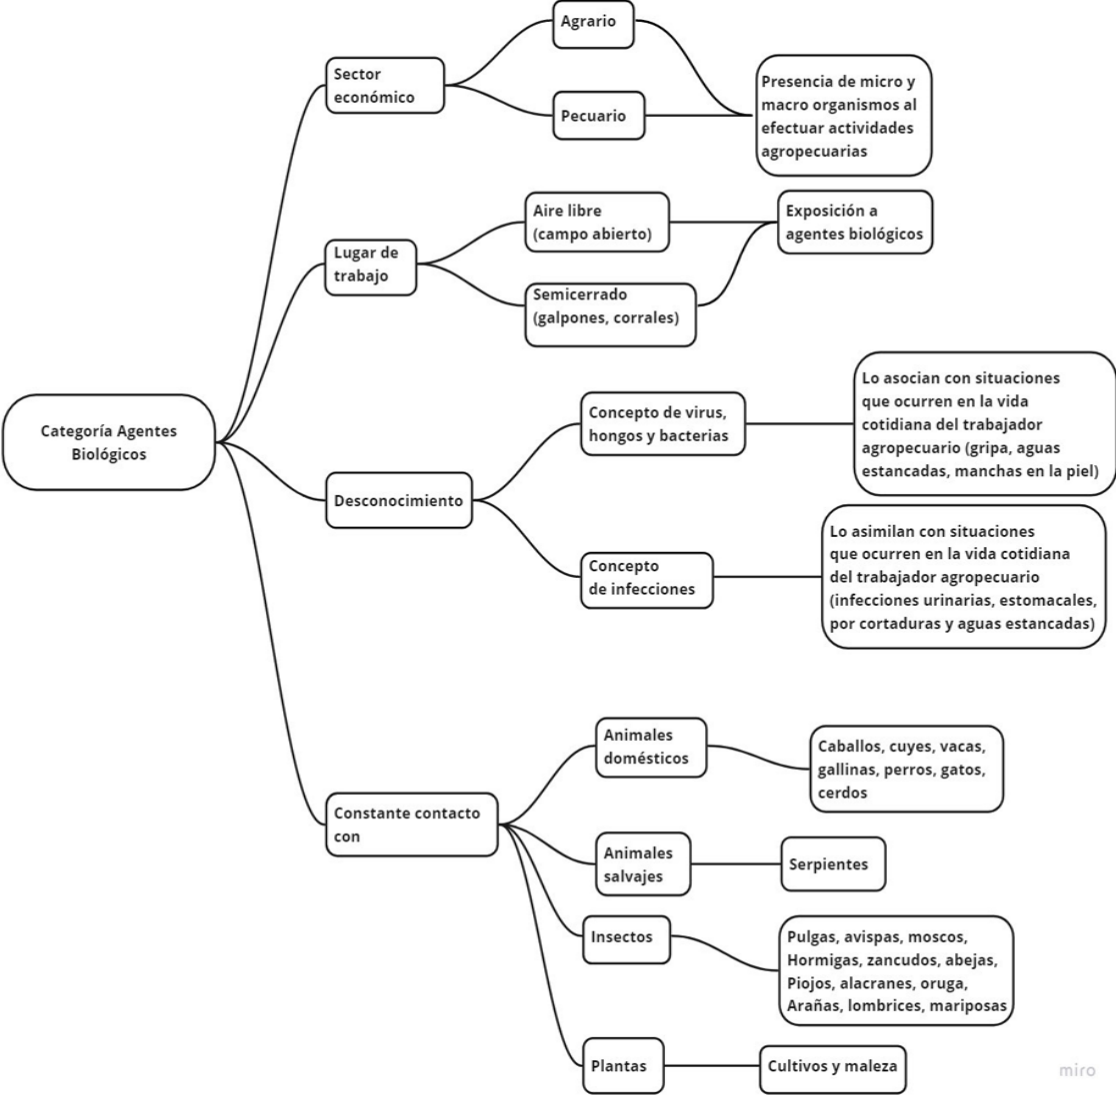 Agrario
Sector
económico
Pecuario
Presencia de micro y
macro organismos al
efectuar actividades
agropecuarias
Aire libre
(campo abierto)
Exposición a
agentes biológicos
Lugar de
trabajo
Semicerrado
(galpones, corrales)
Categoría Agentes
Biológicos
Concepto de virus,
hongos y bacterias
Lo asocian con situaciones
que ocurren en la vida
cotidiana del trabajador
agropecuario (gripa, aguas
estancadas, manchas en la piel)
Desconocimiento
Concepto
de infecciones
Lo asimilan con situaciones
que ocurren en la vida cotidiana
del trabajador agropecuario
(infecciones urinarias, estomacales,
por cortaduras y aguas estancadas)
Animales
domésticos
Caballos, cuyes, vacas,
gallinas, perros, gatos,
cerdos
Constante contacto
con
Animales
salvajes
Serpientes
Insectos
Pulgas, avispas, moscos,
Hormigas, zancudos, abejas,
Piojos, alacranes, oruga,
Arañas, lombrices, mariposas
Plantas
Cultivos y maleza
miro